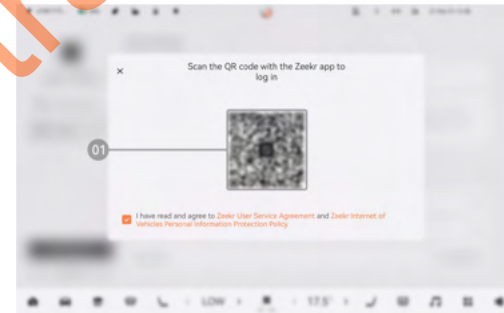 Scan the QR code with the Zeekr app to
log in
01
I have read and agree to Zeekr User Service Agreement and Zeekr Internet of
Vehicles Personal Information Protection Policy
LOW
17.5°